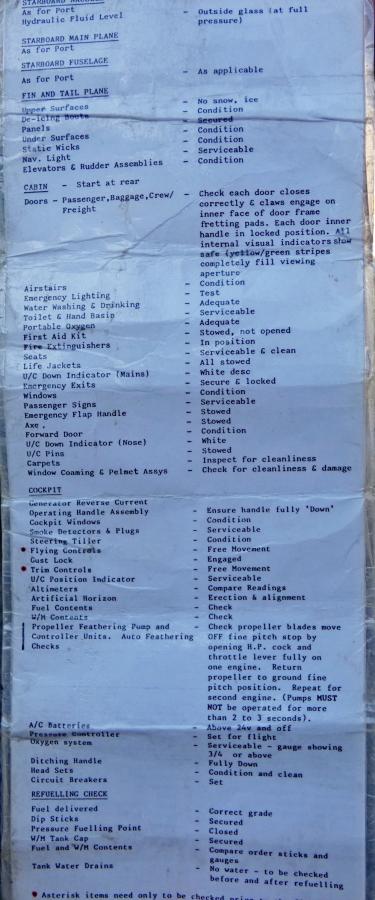 STARBOARD NACELLE
As for Port - Outside glass (at full
Hydraulic Fluid Level pressure)
STARBOARD MAIN PLANE
As for Port
STARBOARD FUSELAGE
As for Port - As applicable
FIN AND TAIL PLANE
Upper Surfaces - No snow, ice
De-icing Boots - Condition
Panels - Secured
Under Surfaces - Condition
Static Wicks - Condition
Nav. Light - Serviceable
Elevators & Rudder Assemblies - Condition
CABIN - Start at rear
Doors - Passenger,Baggage,Crew/ - Check each door closes
Freight correctly & claws engage on
inner face of door frame
fretting pads. Each door inner
handle in locked position. All
internal visual indicators show
safe (yellow/green stripes
completely fill viewing
aperture
Airstairs - Condition
Emergency Lighting - Test
Water Washing & Drinking - Adequate
Toilet & Hand Basin - Serviceable
Portable Oxygen - Adequate
First Aid Kit - Stowed, not opened
Fire Extinguishers - In position
Seats - Serviceable & clean
Life Jackets - All stowed
U/C Down Indicator (Mains) - White desc
Emergency Exits - Secure & locked
Windows - Condition
Passenger Signs - Serviceable
Emergency Flap Handle - Stowed
Axe . - Stowed
Forward Door - Condition
U/C Down Indicator (Nose) - White
U/C Pins - Stowed
Carpets - Inspect for cleanliness
Window Coaming & Pelmet Assys - Check for cleanliness & damage
COCKPIT
Generator Reverse Current
Operating Handle Assembly - Ensure handle fully 'Down'
Cockpit Windows - Condition
Smoke Detectors & Plugs - Serviceable
Steering Tiller - Condition
* Flying Controls - Free Movement
Gust Lock - Engaged
* Trim Controls - Free Movement
U/C Position Indicator - Serviceable
Altimeters - Compare Readings
Artificial Horizon - Erection & alignment
Fuel Contents - Check
W/M Contents - Check
Propeller Feathering Pump and - Check propeller blades move
Controller Units. Auto Feathering OFF fine pitch stop by
Checks opening H.P. cock and
throttle lever fully on
one engine. Return
propeller to ground fine
pitch position. Repeat for
second engine. (Pumps MUST
NOT be operated for more
than 2 to 3 seconds).
A/C Batteries - Above 24v and off
Pressure Controller - Set for flight
Oxygen system - Serviceable - gauge showing
3/4 or above
Ditching Handle - Fully Down
Head Sets - Condition and clean
Circuit Breakers - Set
REFUELLING CHECK
Fuel delivered - Correct grade
Dip Sticks - Secured
Pressure Fuelling Point - Closed
W/M Tank Cap - Secured
Fuel and W/M Contents - Compare order sticks and
gauges
Tank Water Drains - No water - to be checked
before and after refuelling
* Asterisk items need only to be checked